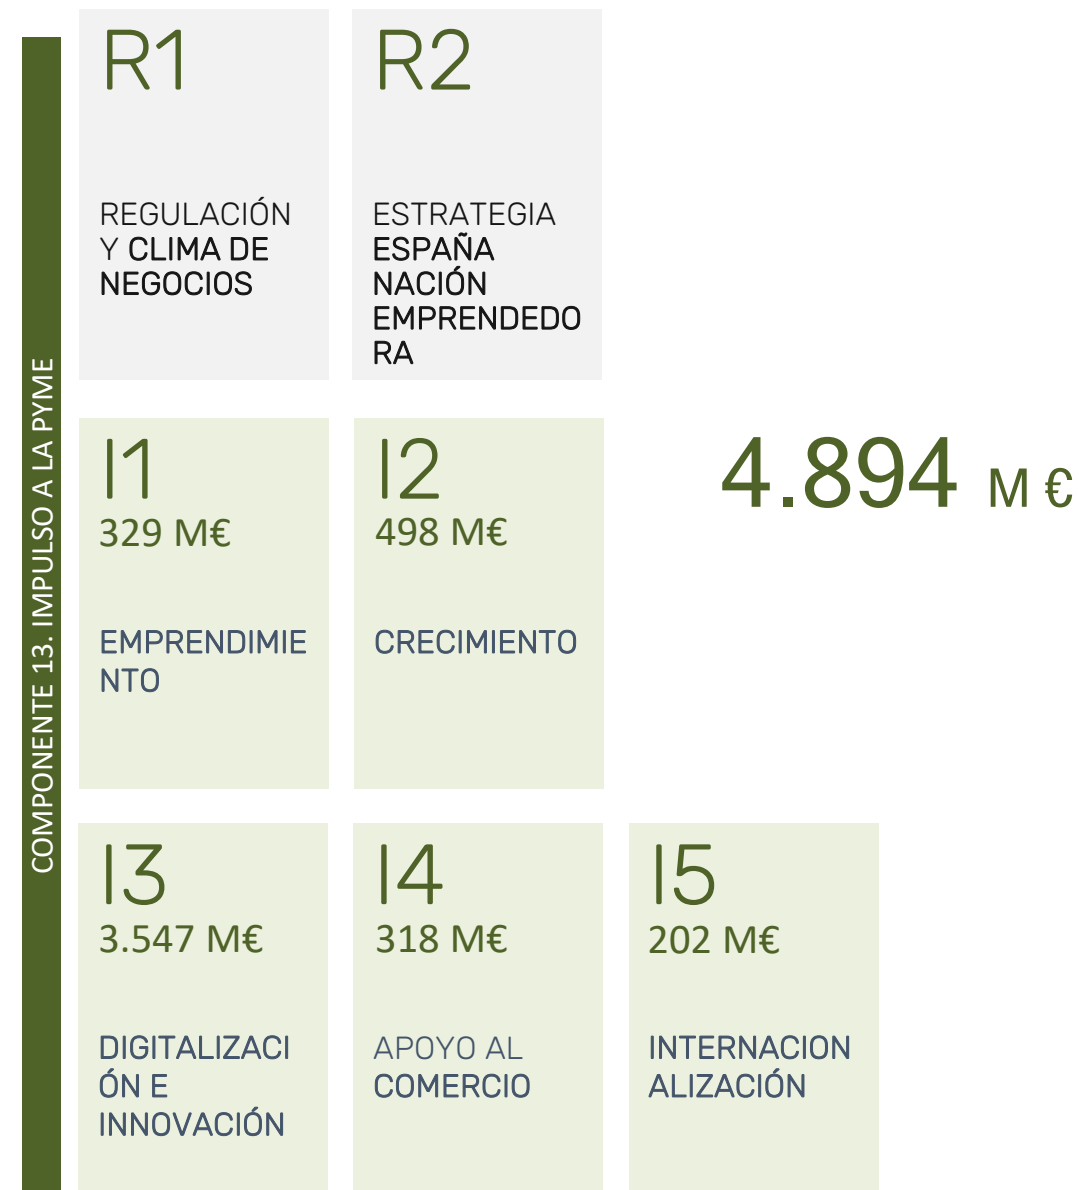 COMPONENTE 13. IMPULSO A LA PYME
R1
REGULACIÓN
Y CLIMA DE
NEGOCIOS
R2
ESTRATEGIA
ESPAÑA
NACIÓN
EMPRENDEDO
RA
I1
329 M€
EMPRENDIMIE
NTO
I2
498 M€
CRECIMIENTO
4.894 M €
I3
3.547 M€
DIGITALIZACI
ÓN E
INNOVACIÓN
I4
318 M€
APOYO AL
COMERCIO
I5
202 M€
INTERNACION
ALIZACIÓN